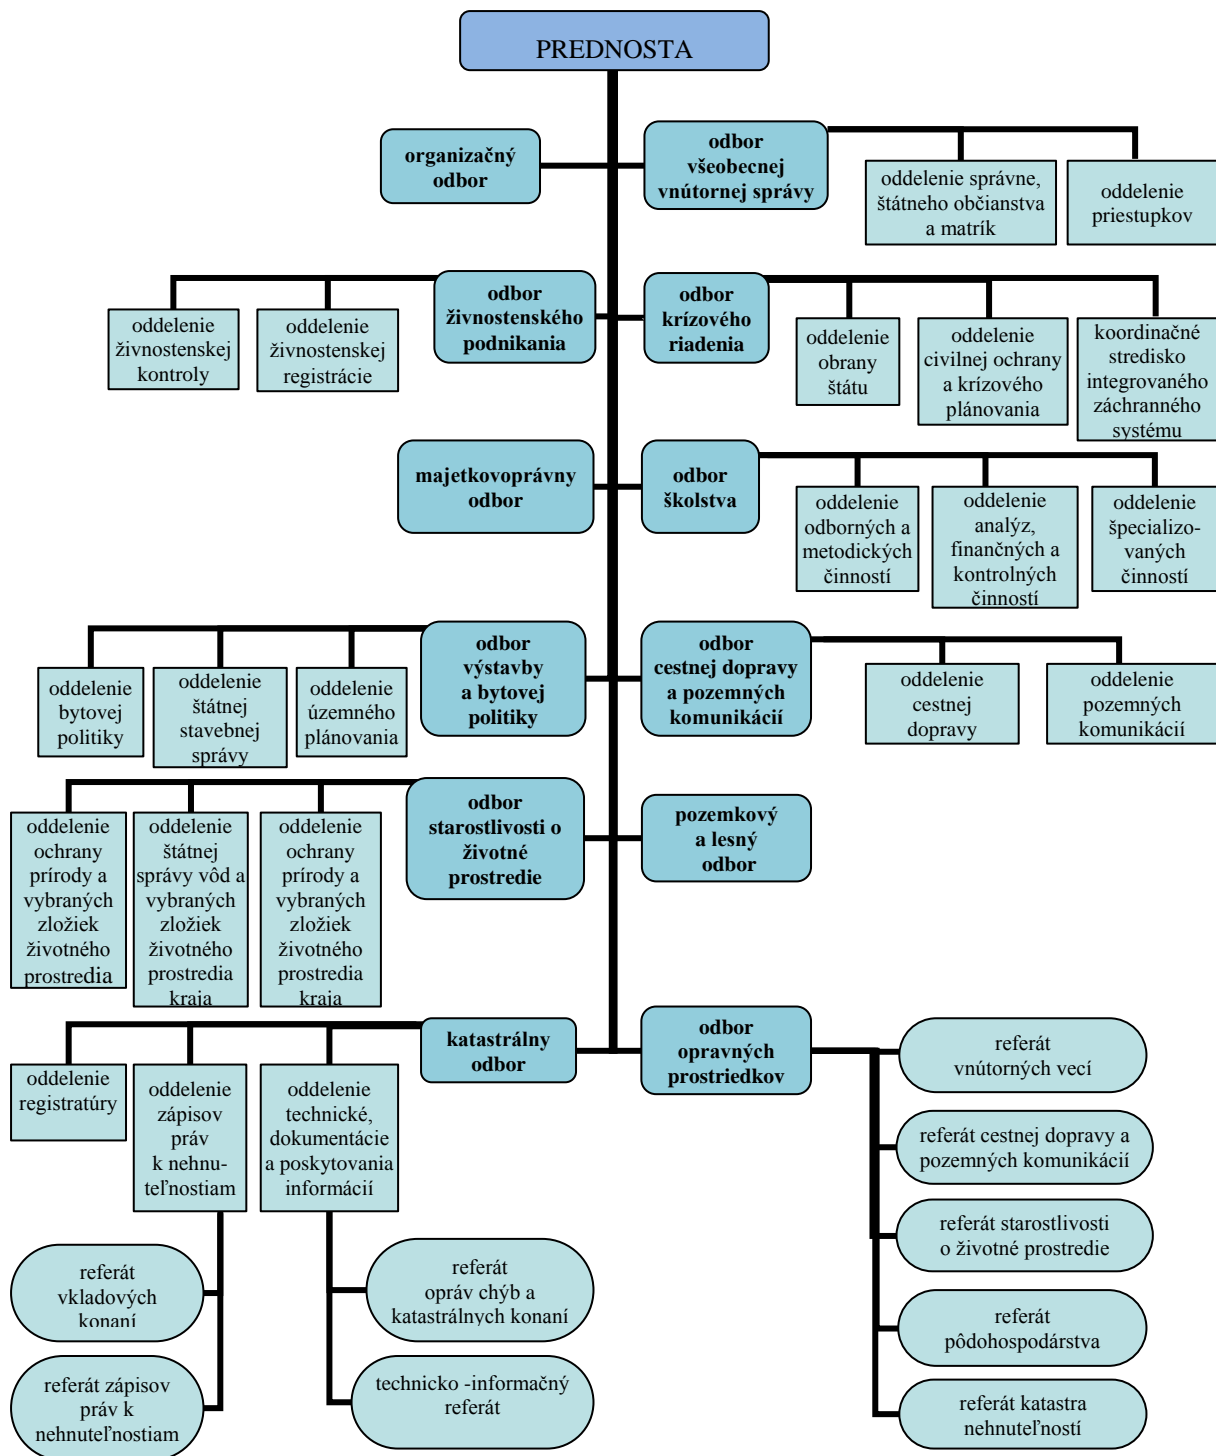 PREDNOSTA
organizačný
odbor
odbor
všeobecnej
vnútornej správy
oddelenie správne,
štátneho občianstva
a matrík
oddelenie
priestupkov
oddelenie
živnostenskej
kontroly
oddelenie
živnostenskej
registrácie
odbor
živnostenského
podnikania
odbor
krízového
riadenia
oddelenie
obrany
štátu
oddelenie
civilnej ochrany
a krízového
plánovania
koordinačné
stredisko
integrovaného
záchranného
systému
majetkovoprávny
odbor
odbor
školstva
oddelenie
odborných a
metodických
činností
oddelenie
analýz,
finančných a
kontrolných
činností
oddelenie
špecializo-
vaných
činností
oddelenie
bytovej
politiky
oddelenie
štátnej
stavebnej
správy
oddelenie
územného
plánovania
odbor
výstavby
a bytovej
politiky
odbor
cestnej dopravy
a pozemných
komunikácií
oddelenie
cestnej
dopravy
oddelenie
pozemných
komunikácií
oddelenie
ochrany
prírody a
vybraných
zložiek
životného
prostredia
oddelenie
štátnej
správy vôd a
vybraných
zložiek
životného
prostredia
kraja
oddelenie
ochrany
prírody a
vybraných
zložiek
životného
prostredia
kraja
odbor
starostlivosti o
životné
prostredie
pozemkový
a lesný
odbor
oddelenie
registratúry
oddelenie
zápisov
práv
k nehnu-
teľnostiam
oddelenie
technické,
dokumentácie
a poskytovania
informácií
katastrálny
odbor
odbor
opravných
prostriedkov
referát
vnútorných vecí
referát cestnej dopravy a
pozemných komunikácií
referát starostlivosti
o životné prostredie
referát
pôdohospodárstva
referát katastra
nehnuteľností
referát
vkladových
konaní
referát
opráv chýb a
katastrálnych konaní
referát zápisov
práv k
nehnuteľnostiam
technicko -informačný
referát